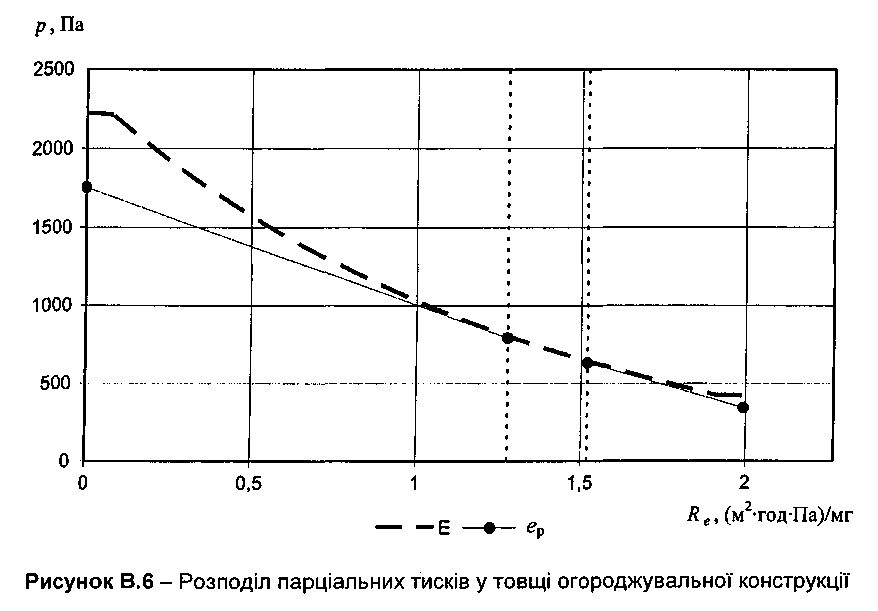 p, Па
2500
2000
1500
1000
500
0
0 0,5 1 1,5 2
R e, (м²·год·Па)/мг
E eр
Рисунок В.6 – Розподіл парціальних тисків у товщі огороджувальної конструкції